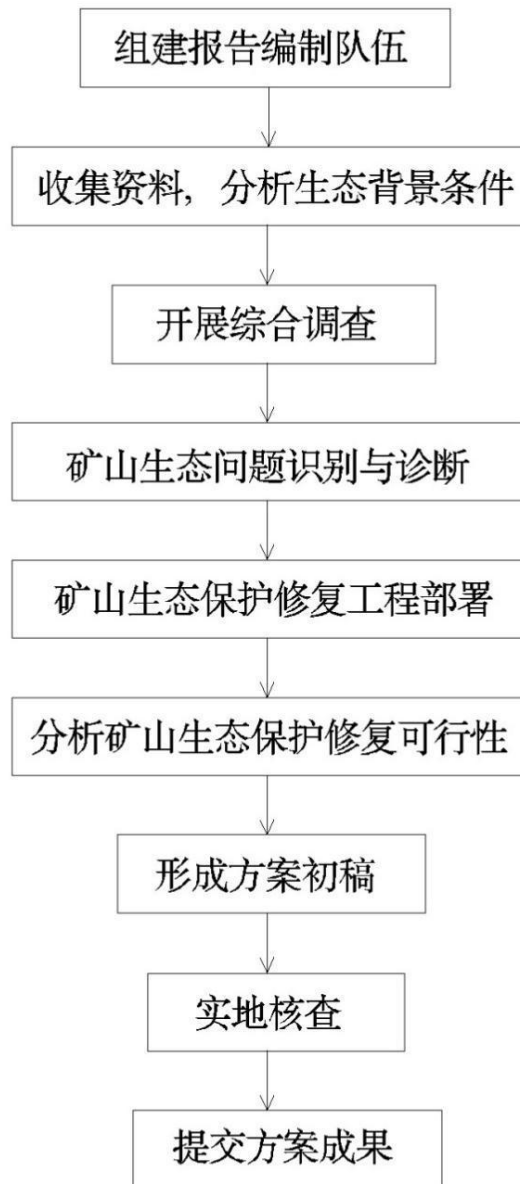 组建报告编制队伍
收集资料，分析生态背景条件
开展综合调查
矿山生态问题识别与诊断
矿山生态保护修复工程部署
分析矿山生态保护修复可行性
形成方案初稿
实地核查
提交方案成果